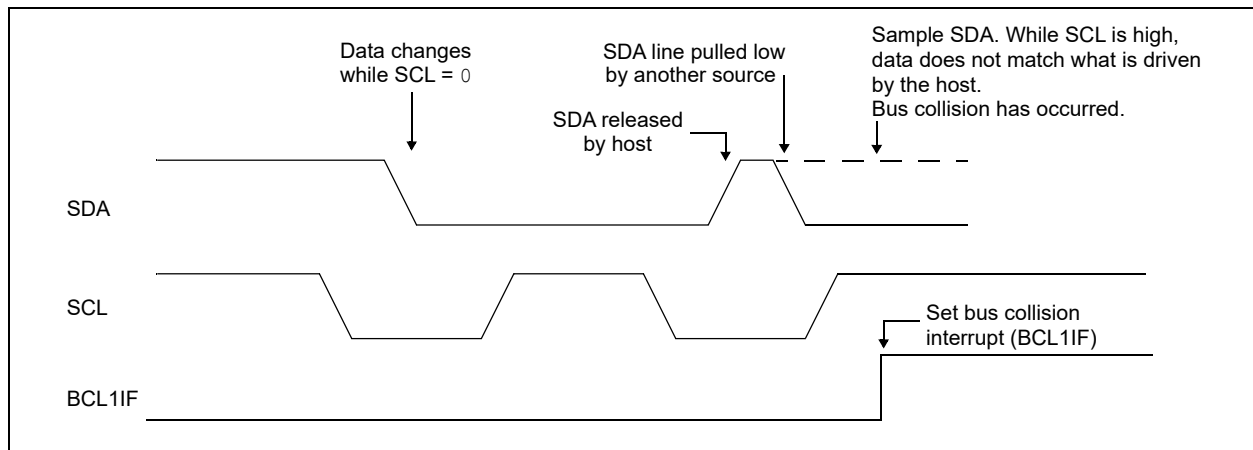 Data changes
while SCL = 0
SDA line pulled low
by another source
Sample SDA. While SCL is high,
data does not match what is driven
by the host.
Bus collision has occurred.
SDA released
by host
SDA
SCL
Set bus collision
interrupt (BCL1IF)
BCL1IF